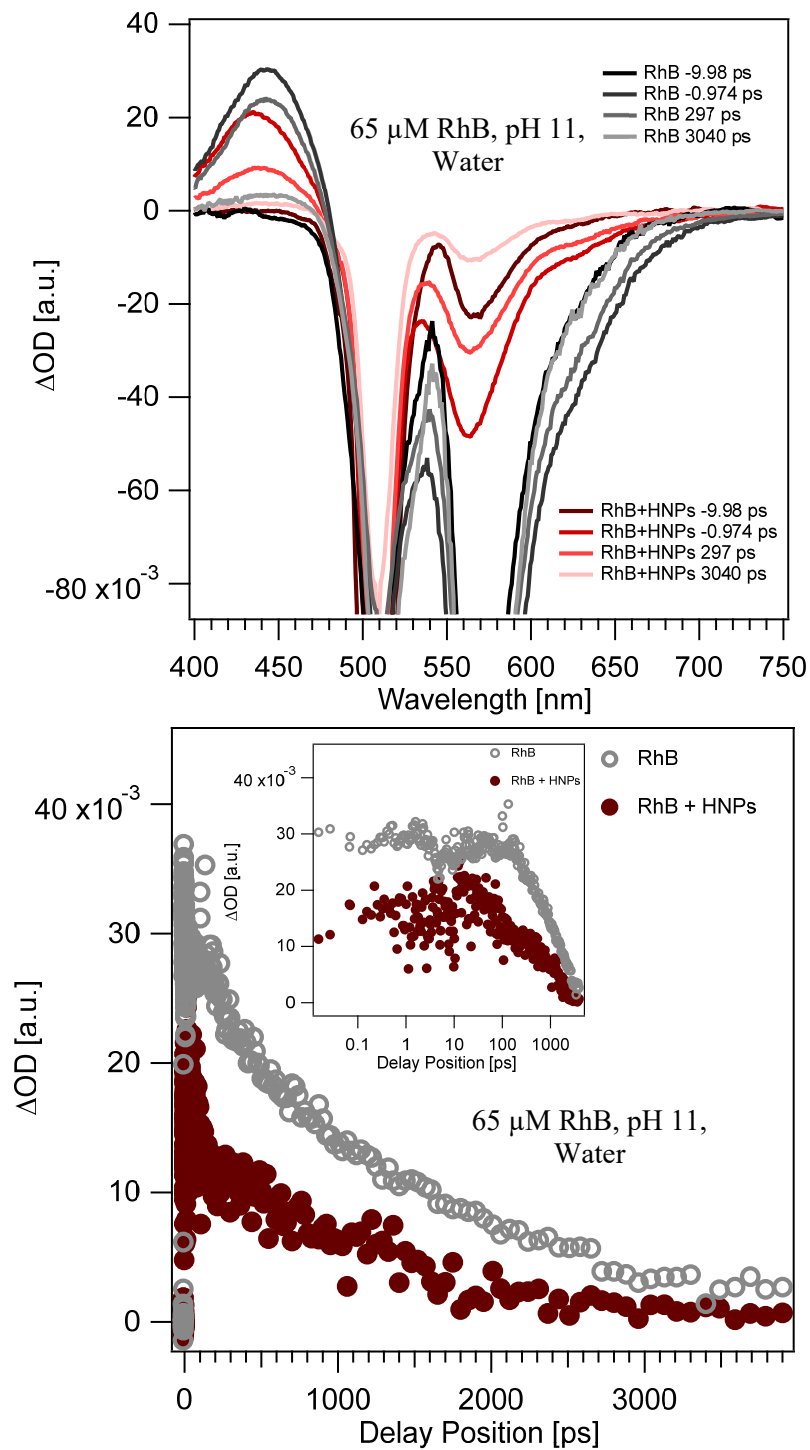 40
20
0
-20
-40
-60
-80 x10-3
ΔOD [a.u.]
RhB -9.98 ps
RhB -0.974 ps
RhB 297 ps
RhB 3040 ps
65 µM RhB, pH 11,
Water
RhB+HNPs -9.98 ps
RhB+HNPs -0.974 ps
RhB+HNPs 297 ps
RhB+HNPs 3040 ps
400 450 500 550 600 650 700 750
Wavelength [nm]
40 x10-3
30
20
10
0
ΔOD [a.u.]
RhB
RhB + HNPs
40 x10-3
30
20
10
0
ΔOD [a.u.]
RhB
RhB + HNPs
0.1 1 10 100 1000
Delay Position [ps]
65 µM RhB, pH 11,
Water
0 1000 2000 3000
Delay Position [ps]